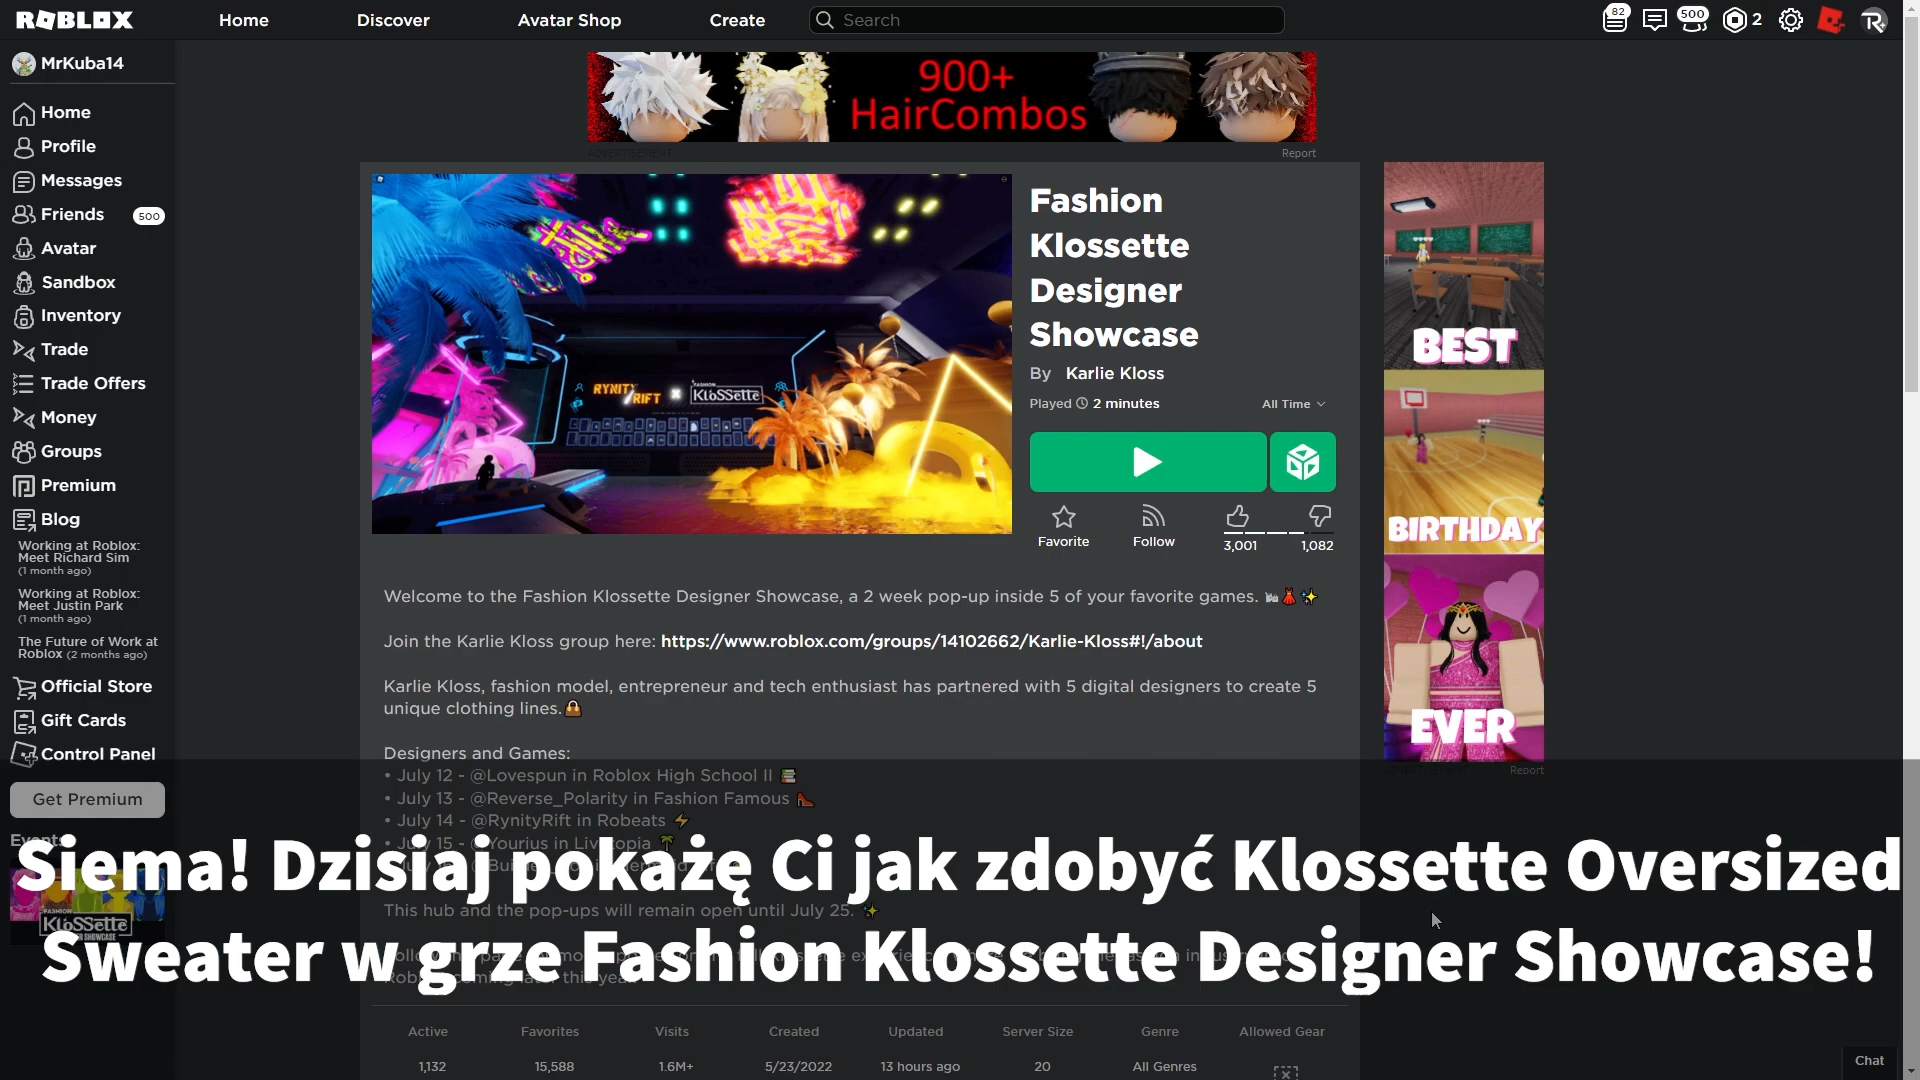 ROBLOX
Home
Discover
Avatar Shop
Create
Search
82
500
2
MrKuba14
Home
Profile
Messages
Friends
500
Avatar
Sandbox
Inventory
Trade
Trade Offers
Money
Groups
Premium
Blog
Working at Roblox:
Meet Richard Sim
(1 month ago)
Working at Roblox:
Meet Justin Park
(1 month ago)
The Future of Work at
Roblox (2 months ago)
Official Store
Gift Cards
Control Panel
Get Premium
Events
FASHION
KloSSette
900+
HairCombos
ADVERTISEMENT
Report
RYNITY
RIFT
FASHION
KloSSette
Fashion
Klossette
Designer
Showcase
By Karlie Kloss
Played 2 minutes
All Time
Favorite
Follow
3,001
1,082
Welcome to the Fashion Klossette Designer Showcase, a 2 week pop-up inside 5 of your favorite games.
Join the Karlie Kloss group here: https://www.roblox.com/groups/14102662/Karlie-Kloss#!/about
Karlie Kloss, fashion model, entrepreneur and tech enthusiast has partnered with 5 digital designers to create 5
unique clothing lines.
Designers and Games:
• July 12 - @Lovespun in Roblox High School II
• July 13 - @Reverse_Polarity in Fashion Famous
• July 14 - @RynityRift in Robeats
This hub and the pop-ups will remain open until July 25.
Siema! Dzisiaj pokażę Ci jak zdobyć Klossette Oversized
Sweater w grze Fashion Klossette Designer Showcase!
Active
Favorites
Visits
Created
Updated
Server Size
Genre
Allowed Gear
1,132
15,588
1.6M+
5/23/2022
13 hours ago
20
All Genres
BEST
BIRTHDAY
EVER
ADVERTISEMENT
Report
Chat